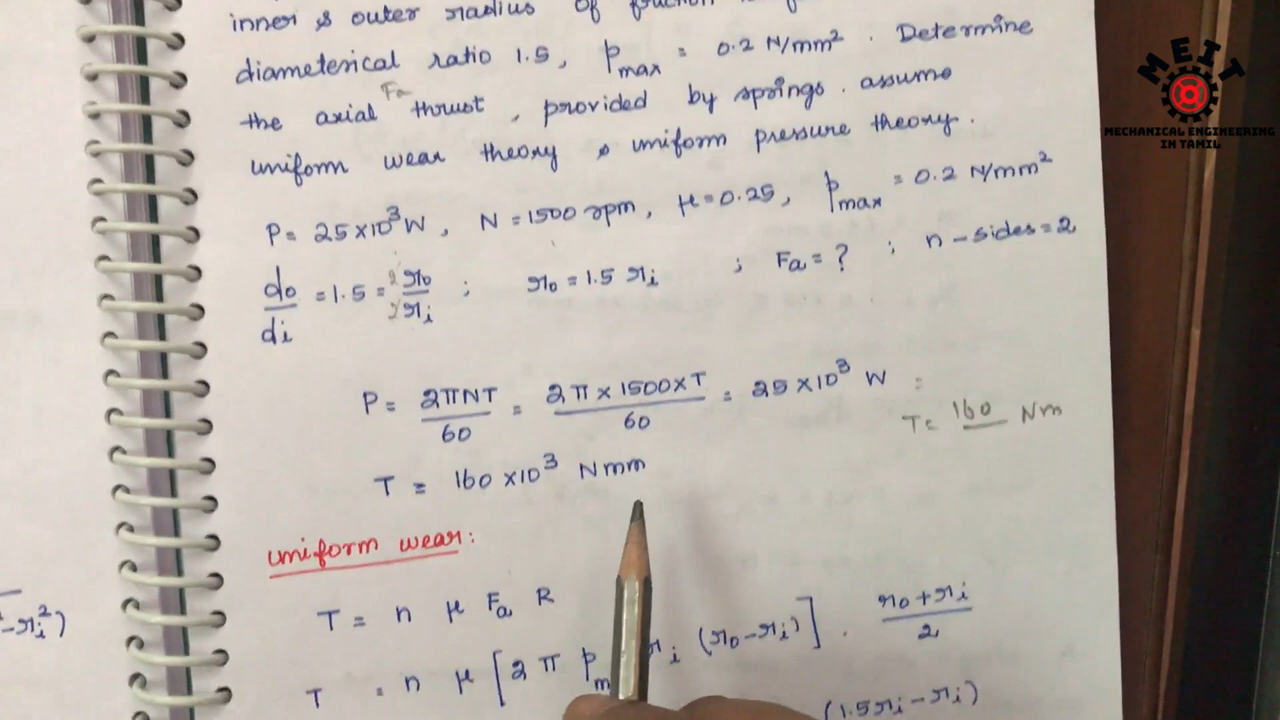 inner & outer radius of
diameterical ratio 1.5, pmax = 0.2 N/mm². Determine
Fa
the axial thrust, provided by springs. assume
uniform wear theory & uniform pressure theory.
P = 25×10³ W, N = 1500 rpm, μ = 0.25, pmax = 0.2 N/mm²
do/di = 1.5 = 2ro/2ri ; ro = 1.5 ri ; Fa = ? ; n - sides = 2
P = 2πNT/60 = 2π × 1500 × T/60 = 25 × 10³ W
T = 160 Nm
T = 160 × 10³ Nmm
uniform wear:
T = n μ Fa R
T = n μ [2 π pm ri (ro - ri)] . ro + ri/2
(1.5ri - ri)
- ri²)
MEIT
MECHANICAL ENGINEERING
IN TAMIL